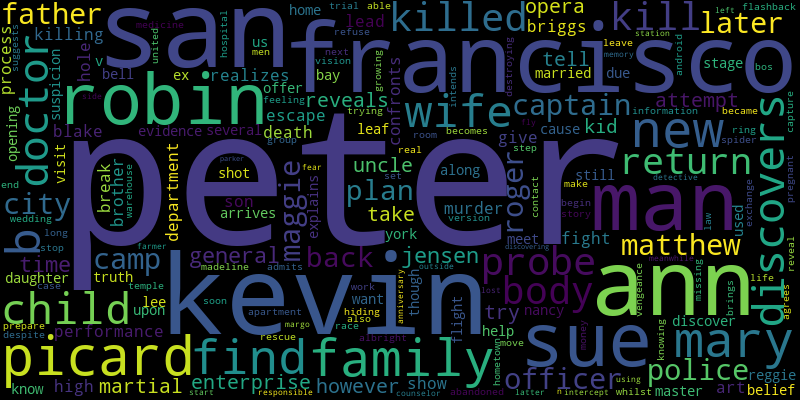 father san francisco killed kill opera later left flashback
process medicine home trial able lead briggs united us refuse
suspicion hospital men tell next leave
doctor v hole realizes vision married due android memory
killing bell ex offer bay growing stage bos
robin reveals trying confronts wife captain station destroying intends
opening visit blake feeling escape attempt became
evidence several death leaf give cause kid information ring capture
department shot group room becomes new spider
peter uncle real step fly discovers
end parker fear set along still return
warehouse brother break son plan roger contact man detective
city wedding arrives explains take murder version make used exchange pregnant
b long stop york meet fight begin story law missing reveal
time camp general maggie back jensen probe matthew
daughter truth madeline admits though body discovering meanwhile
case temple farmer outside want flight try nancy discover brings life vengeance
child lee soon apartment work hiding also lost help knowing agrees
prepare upon kevin anniversary ann
despite performance margo race rescue move sue mary
picard find family hometown money police
know high martial enterprise however show albright abandoned officer master art reggie
start responsible counselor latter intercept using whilst belief
suggests side n